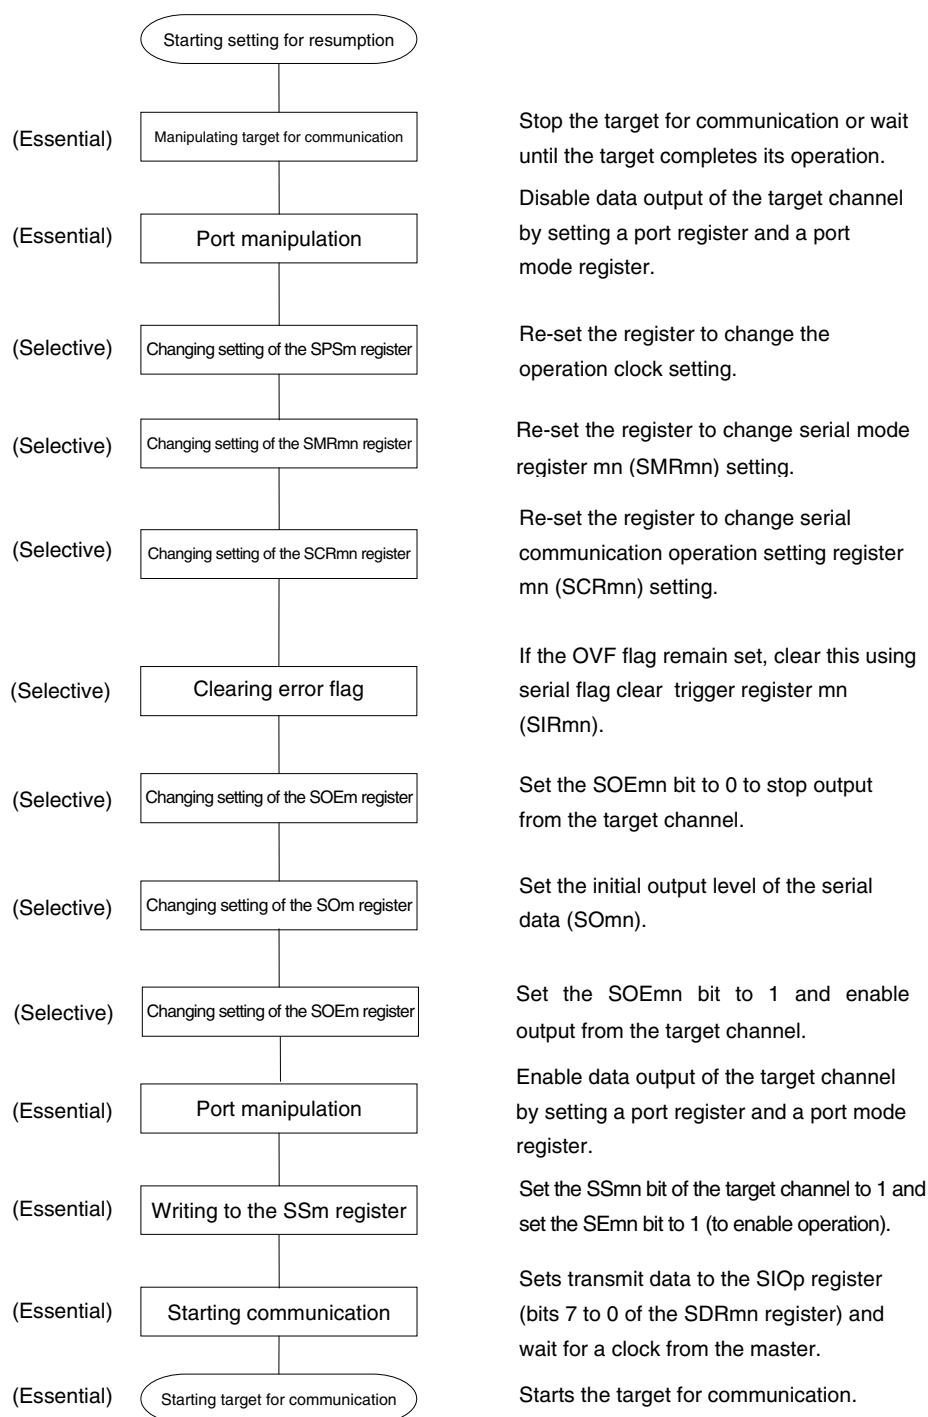 Starting setting for resumption
(Essential)
Manipulating target for communication
Stop the target for communication or wait
until the target completes its operation.
(Essential)
Port manipulation
Disable data output of the target channel
by setting a port register and a port
mode register.
(Selective)
Changing setting of the SPSm register
Re-set the register to change the
operation clock setting.
(Selective)
Changing setting of the SMRmn register
Re-set the register to change serial mode
register mn (SMRmn) setting.
(Selective)
Changing setting of the SCRmn register
Re-set the register to change serial
communication operation setting register
mn (SCRmn) setting.
(Selective)
Clearing error flag
If the OVF flag remain set, clear this using
serial flag clear trigger register mn
(SIRmn).
(Selective)
Changing setting of the SOEm register
Set the SOEmn bit to 0 to stop output
from the target channel.
(Selective)
Changing setting of the SOm register
Set the initial output level of the serial
data (SOmn).
(Selective)
Changing setting of the SOEm register
Set the SOEmn bit to 1 and enable
output from the target channel.
(Essential)
Port manipulation
Enable data output of the target channel
by setting a port register and a port mode
register.
(Essential)
Writing to the SSm register
Set the SSmn bit of the target channel to 1 and
set the SEmn bit to 1 (to enable operation).
(Essential)
Starting communication
Sets transmit data to the SIOp register
(bits 7 to 0 of the SDRmn register) and
wait for a clock from the master.
(Essential)
Starting target for communication
Starts the target for communication.